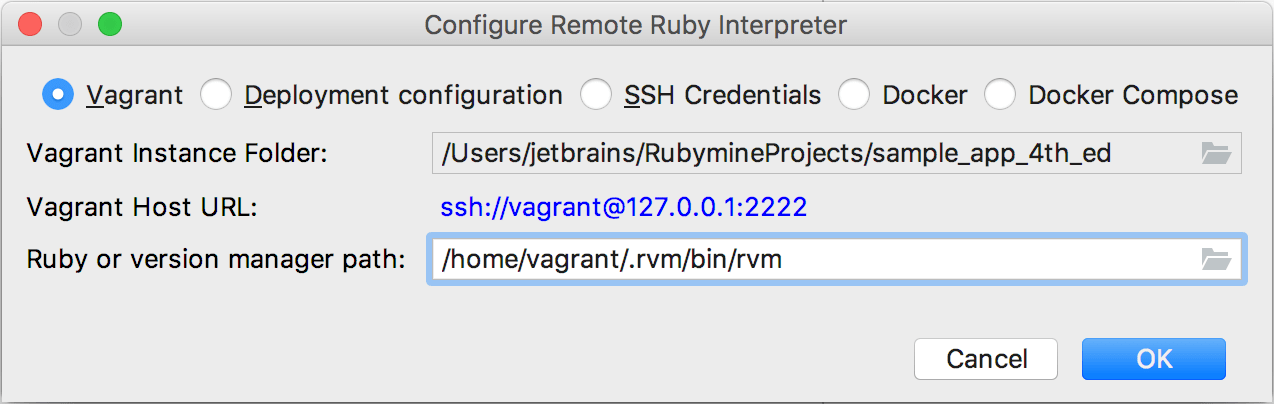 Configure Remote Ruby Interpreter
Vagrant Deployment configuration SSH Credentials Docker Docker Compose
Vagrant Instance Folder: /Users/jetbrains/RubymineProjects/sample_app_4th_ed
Vagrant Host URL: ssh://vagrant@127.0.0.1:2222
Ruby or version manager path: /home/vagrant/.rvm/bin/rvm
Cancel OK